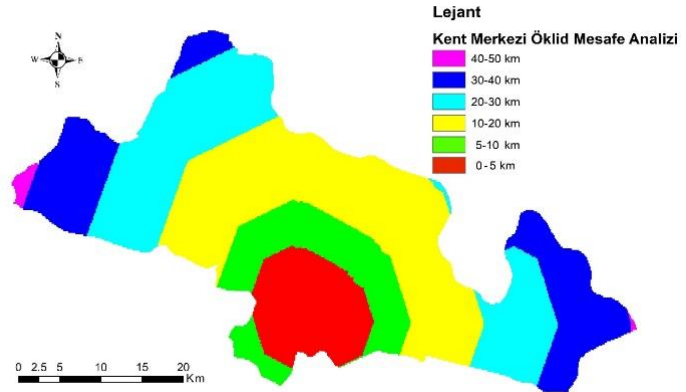 Lejant
Kent Merkezi Öklid Mesafe Analizi
40-50 km
30-40 km
20-30 km
10-20 km
5-10 km
0 - 5 km
N
W E
S
0 2.5 5 10 15 20
Km